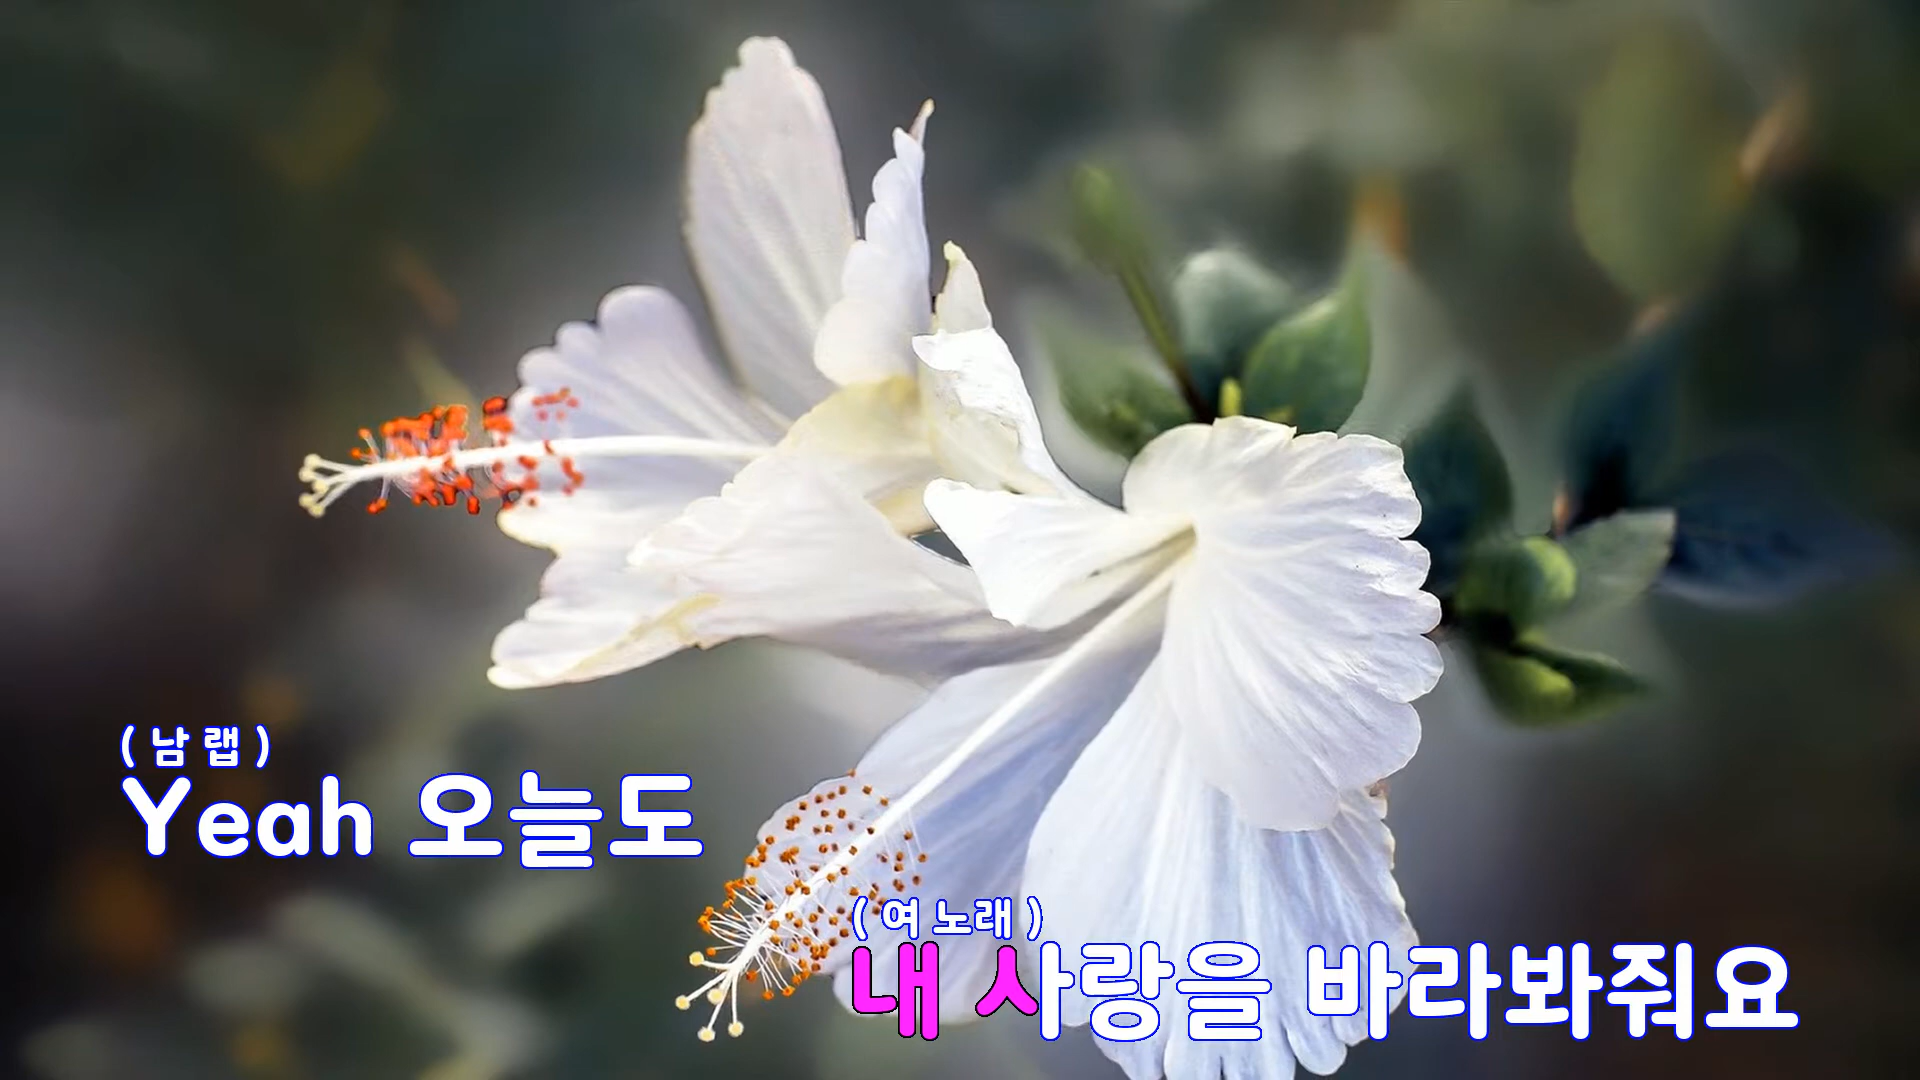 ( 남 랩 )
Yeah 오늘도
( 여 노래 )
내 사랑을 바라봐줘요